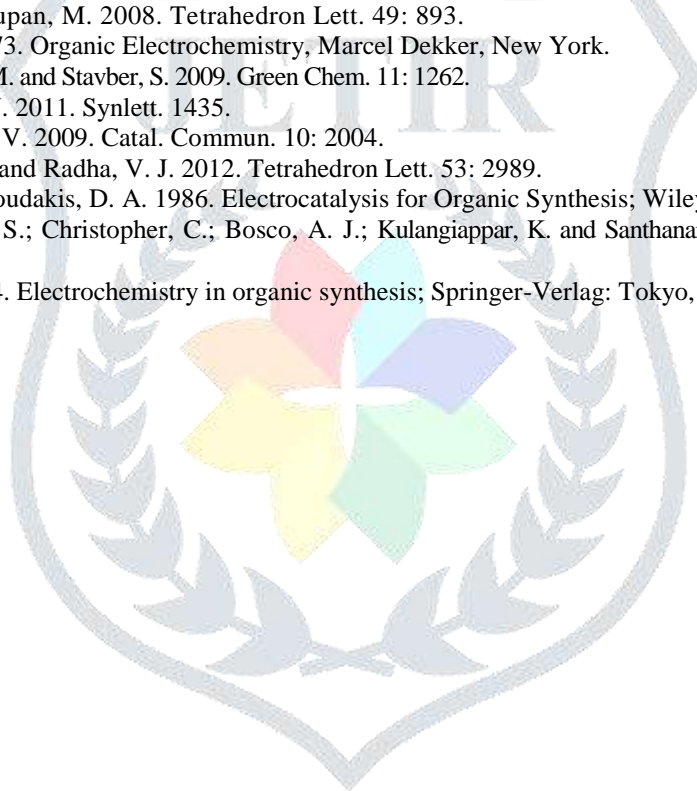 upan, M. 2008. Tetrahedron Lett. 49: 893.
73. Organic Electrochemistry, Marcel Dekker, New York.
M. and Stavber, S. 2009. Green Chem. 11: 1262.
. 2011. Synlett. 1435.
V. 2009. Catal. Commun. 10: 2004.
and Radha, V. J. 2012. Tetrahedron Lett. 53: 2989.
oudakis, D. A. 1986. Electrocatalysis for Organic Synthesis; Wiley
S.; Christopher, C.; Bosco, A. J.; Kulangiappar, K. and Santhana
. Electrochemistry in organic synthesis; Springer-Verlag: Tokyo,
JETIR